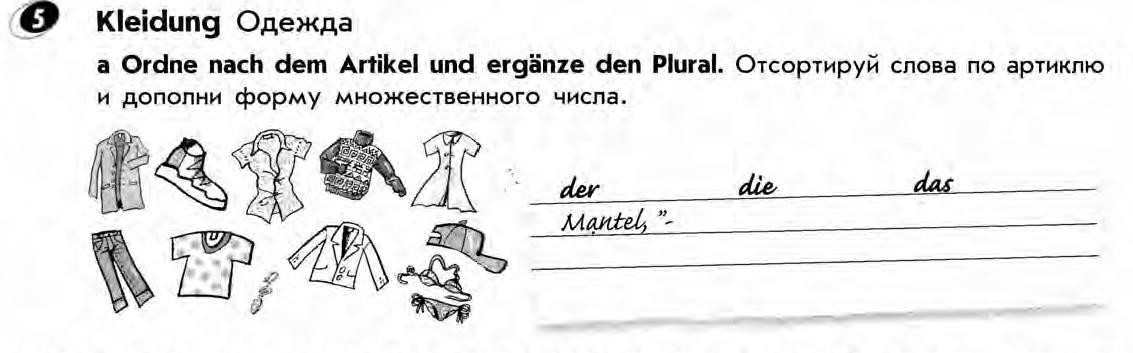 5 Kleidung Одежда
a Ordne nach dem Artikel und ergänze den Plural. Отсортируй слова по артиклю
и дополни форму множественного числа.
der die das
Mantel, ”-